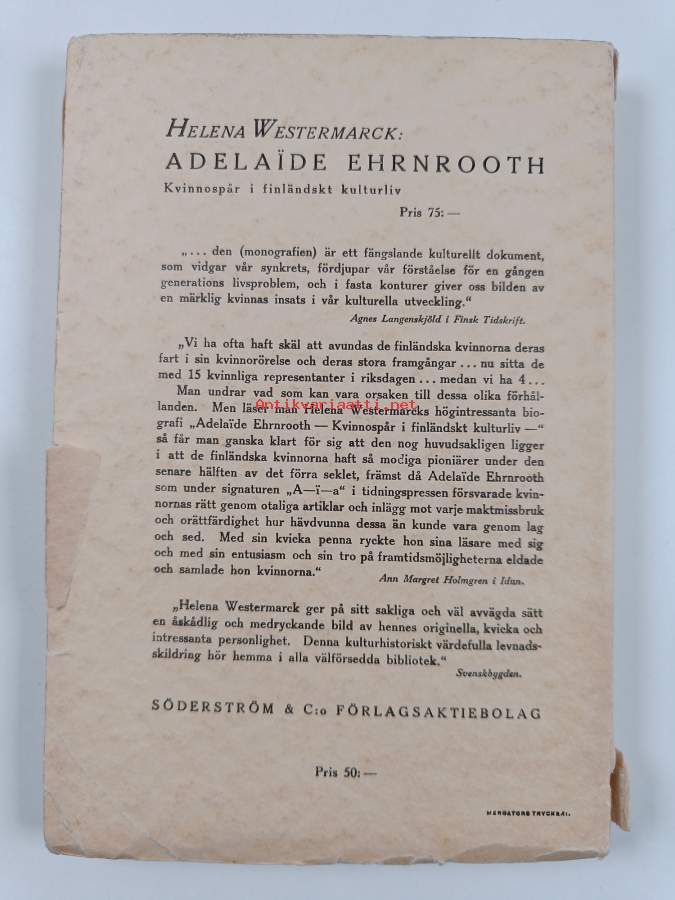 HELENA WESTERMARCK:
ADELAÏDE EHRNROOTH
Kvinnospår i finländskt kulturliv
Pris 75: —
„... den (monografien) är ett fängslande kulturellt dokument,
som vidgar vår synkrets, fördjupar vår förståelse för en gången
generations livsproblem, och i fasta konturer giver oss bilden av
en märklig kvinnas insats i vår kulturella utveckling.“
Agnes Langenskjöld i Finsk Tidskrift.
„Vi ha ofta haft skäl att avundas de finländska kvinnorna deras
fart i sin kvinnorörelse och deras stora framgångar ... nu sitta de
med 15 kvinnliga representanter i riksdagen ... medan vi ha 4 ...
Man undrar vad som kan vara orsaken till dessa olika förhål-
landen. Men läser man Helena Westermarcks högintressanta bio-
Antikvariaatti.net
grafi „Adelaïde Ehrnrooth — Kvinnospår i finländskt kulturliv —“
så får man ganska klart för sig att den nog huvudsakligen ligger
i att de finländska kvinnorna haft så modiga pioniärer under den
senare hälften av det förra seklet, främst då Adelaïde Ehrnrooth
som under signaturen „A—ï—a“ i tidningspressen försvarade kvin-
nornas rätt genom otaliga artiklar och inlägg mot varje maktmissbruk
och orättfärdighet hur hävdvunna dessa än kunde vara genom lag
och sed. Med sin kvicka penna ryckte hon sina läsare med sig
och med sin entusiasm och sin tro på framtidsmöjligheterna eldade
och samlade hon kvinnorna.“
Ann Margret Holmgren i Idun.
„Helena Westermarck ger på sitt sakliga och väl avvägda sätt
en åskådlig och medryckande bild av hennes originella, kvicka och
intressanta personlighet. Denna kulturhistoriskt värdefulla levnads-
skildring hör hemma i alla välförsedda bibliotek.“
Svenskbygden.
SÖDERSTRÖM & C:o FÖRLAGSAKTIEBOLAG
Pris 50: —
MERCATORS TRYCKERI.